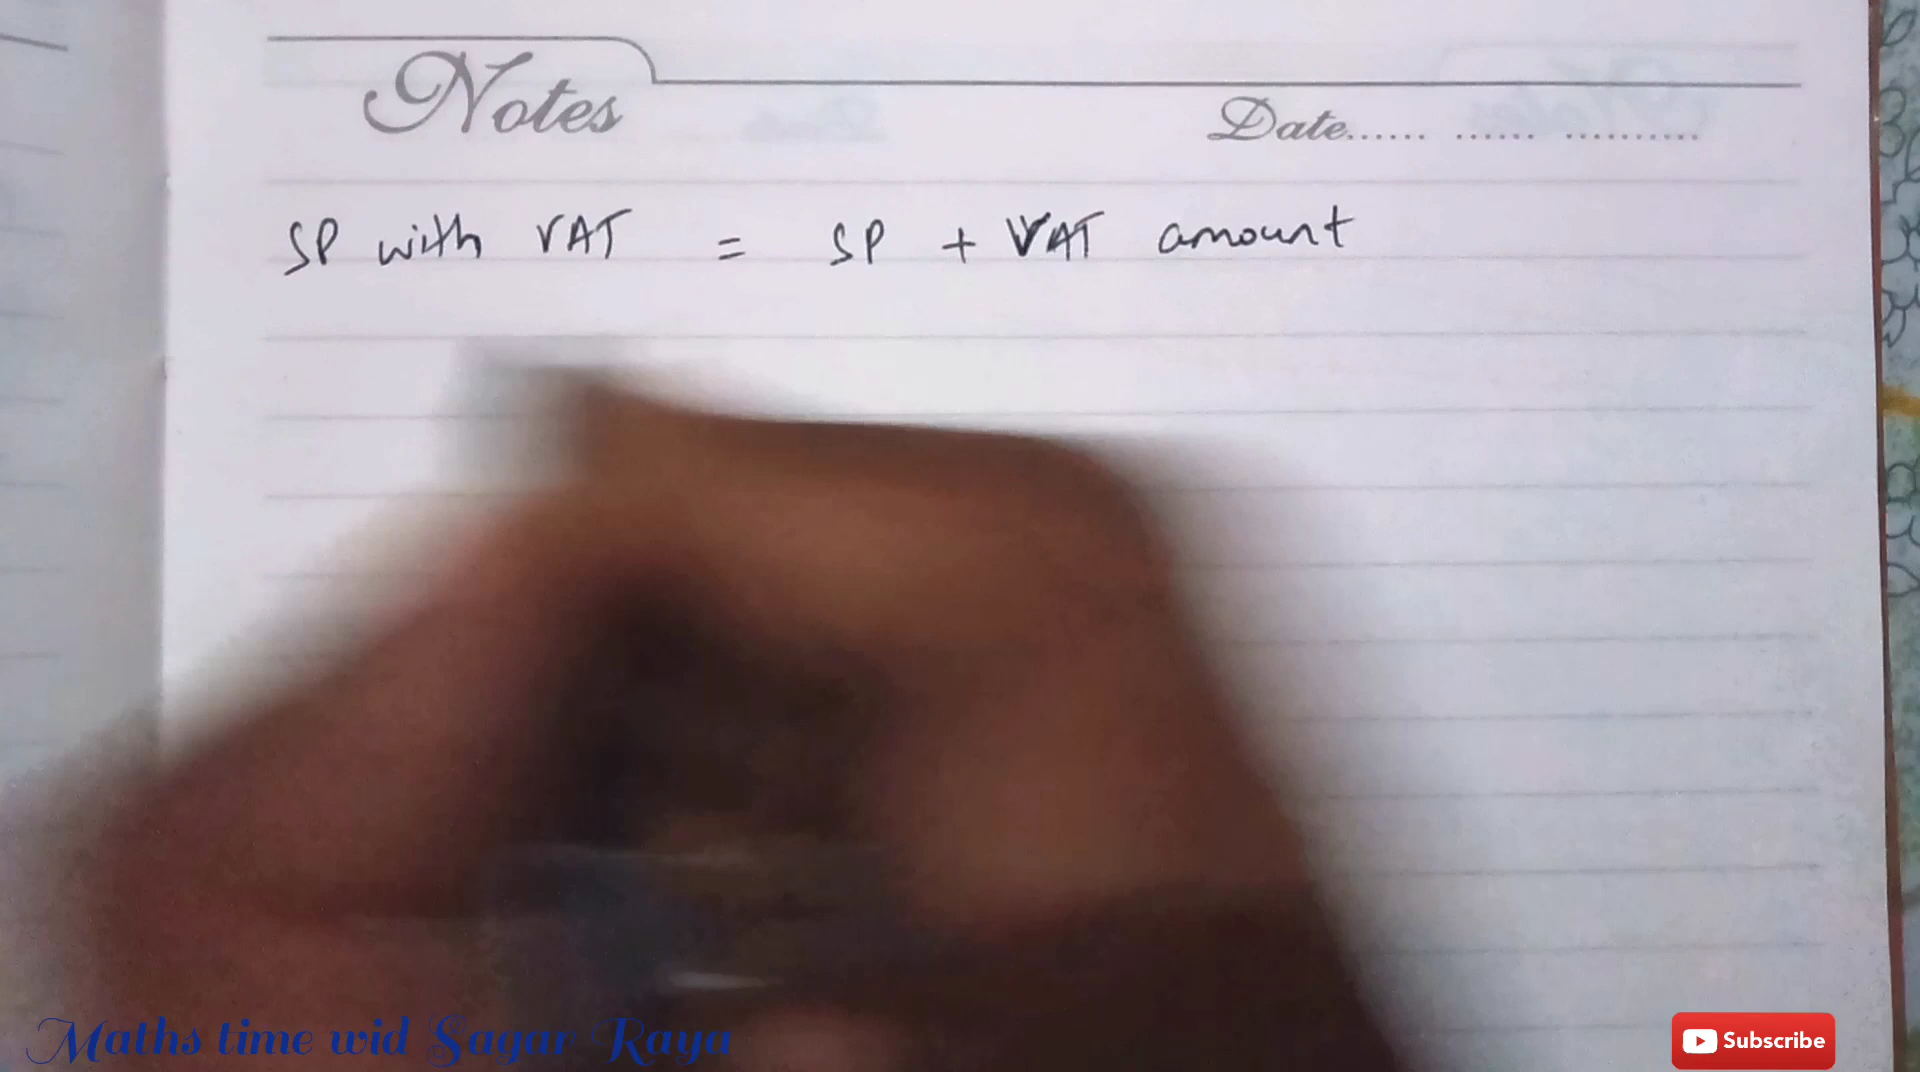 Notes
Date...... ...... ..........
SP with VAT = SP + VAT amount
Maths time wid Sagar Raya
Subscribe